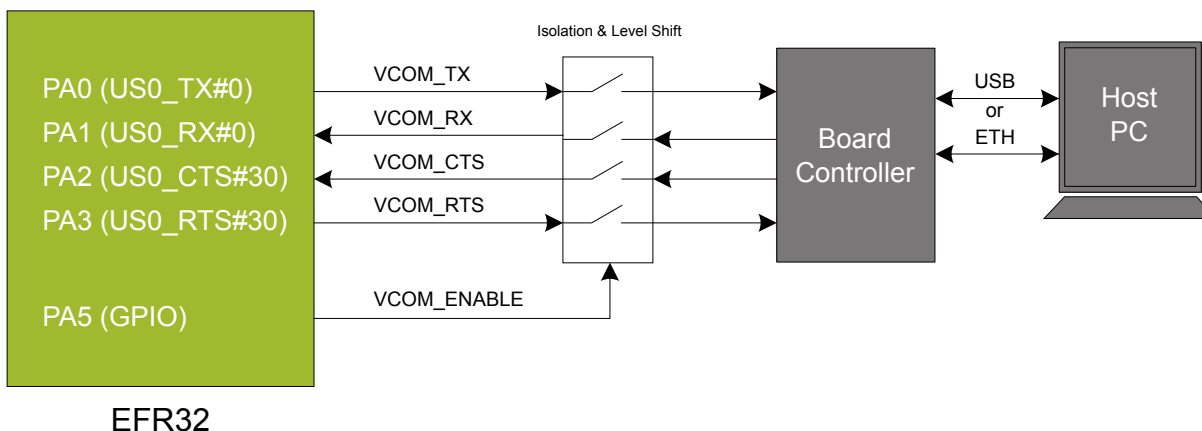 Isolation & Level Shift
PA0 (US0_TX#0)
PA1 (US0_RX#0)
PA2 (US0_CTS#30)
PA3 (US0_RTS#30)
PA5 (GPIO)
VCOM_TX
VCOM_RX
VCOM_CTS
VCOM_RTS
VCOM_ENABLE
Board
Controller
USB
or
ETH
Host
PC
EFR32